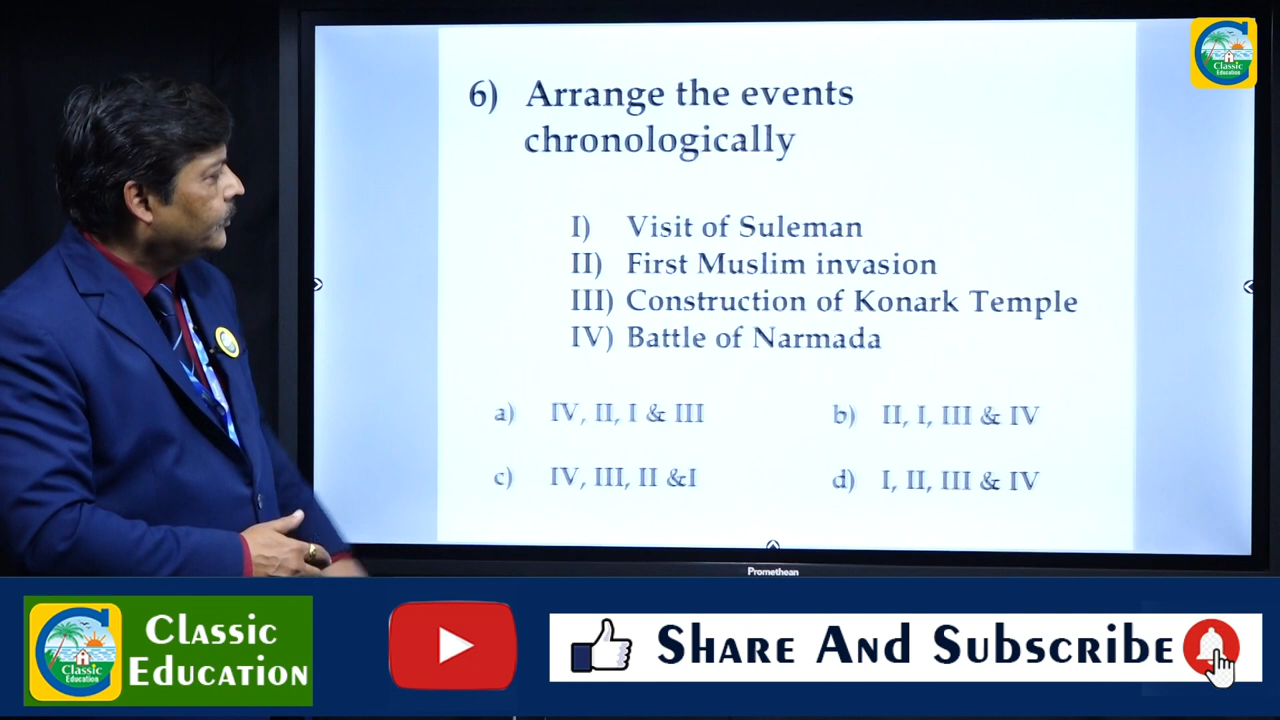 Classic
Education
6) Arrange the events
chronologically
I) Visit of Suleman
II) First Muslim invasion
III) Construction of Konark Temple
IV) Battle of Narmada
a) IV, II, I & III
b) II, I, III & IV
c) IV, III, II &I
d) I, II, III & IV
Promethean
Classic
Education
Classic
Education
Share And Subscribe